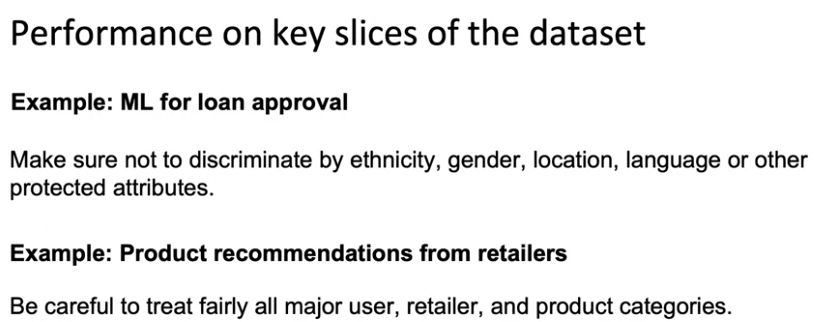 Performance on key slices of the dataset
Example: ML for loan approval
Make sure not to discriminate by ethnicity, gender, location, language or other
protected attributes.
Example: Product recommendations from retailers
Be careful to treat fairly all major user, retailer, and product categories.